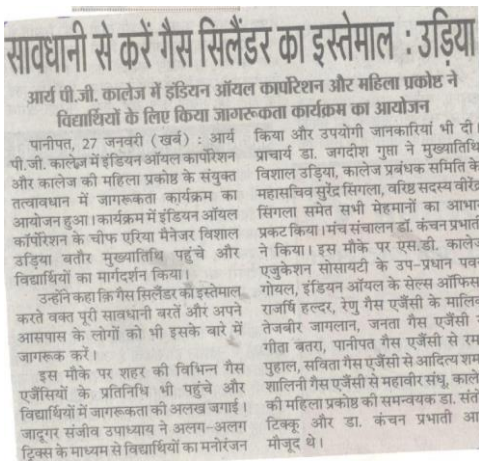 सावधानी से करें गैस सिलैंडर का इस्तेमाल : उड़िया
आर्य पी.जी. कालेज में इंडियन ऑयल कार्पोरेशन और महिला प्रकोष्ठ ने
विद्यार्थियों के लिए किया जागरूकता कार्यक्रम का आयोजन
पानीपत, 27 जनवरी (खर्ब) : आर्य
पी.जी. कालेज में इंडियन ऑयल कार्पोरेशन
और कालेज की महिला प्रकोष्ठ के संयुक्त
तत्वावधान में जागरूकता कार्यक्रम का
आयोजन हुआ। कार्यक्रम में इंडियन ऑयल
कॉर्पोरेशन के चीफ एरिया मैनेजर विशाल
उड़िया बतौर मुख्यातिथि पहुंचे और
विद्यार्थियों का मार्गदर्शन किया।
उन्होंने कहा कि गैस सिलैंडर का इस्तेमाल
करते वक्त पूरी सावधानी बरतें और अपने
आसपास के लोगों को भी इसके बारे में
जागरूक करें।
इस मौके पर शहर की विभिन्न गैस
एजैंसियों के प्रतिनिधि भी पहुंचे और
विद्यार्थियों में जागरूकता की अलख जगाई।
जादूगर संजीव उपाध्याय ने अलग-अलग
ट्रिक्स के माध्यम से विद्यार्थियों का मनोरंजन
किया और उपयोगी जानकारियां भी दी।
प्राचार्य डा. जगदीश गुप्ता ने मुख्यातिथि
विशाल उड़िया, कालेज प्रबंधक समिति के
महासचिव सुरेंद्र सिंगला, वरिष्ठ सदस्य वीरेंद्र
सिंगला समेत सभी मेहमानों का आभार
प्रकट किया। मंच संचालन डॉ. कंचन प्रभाती
ने किया। इस मौके पर एस.डी. कालेज
एजुकेशन सोसायटी के उप-प्रधान पव
गोयल, इंडियन ऑयल के सेल्स ऑफिस
राजर्षि हल्दर, रेणु गैस एजैंसी के मालि
तेजबीर जागलान, जनता गैस एजैंसी
गीता बतरा, पानीपत गैस एजैंसी से रम
पुहाल, सविता गैस एजैंसी से आदित्य शम
शालिनी गैस एजैंसी से महावीर संधू, काले
की महिला प्रकोष्ठ की समन्वयक डा. संतो
टिक्कू और डा. कंचन प्रभाती आ
मौजूद थे।